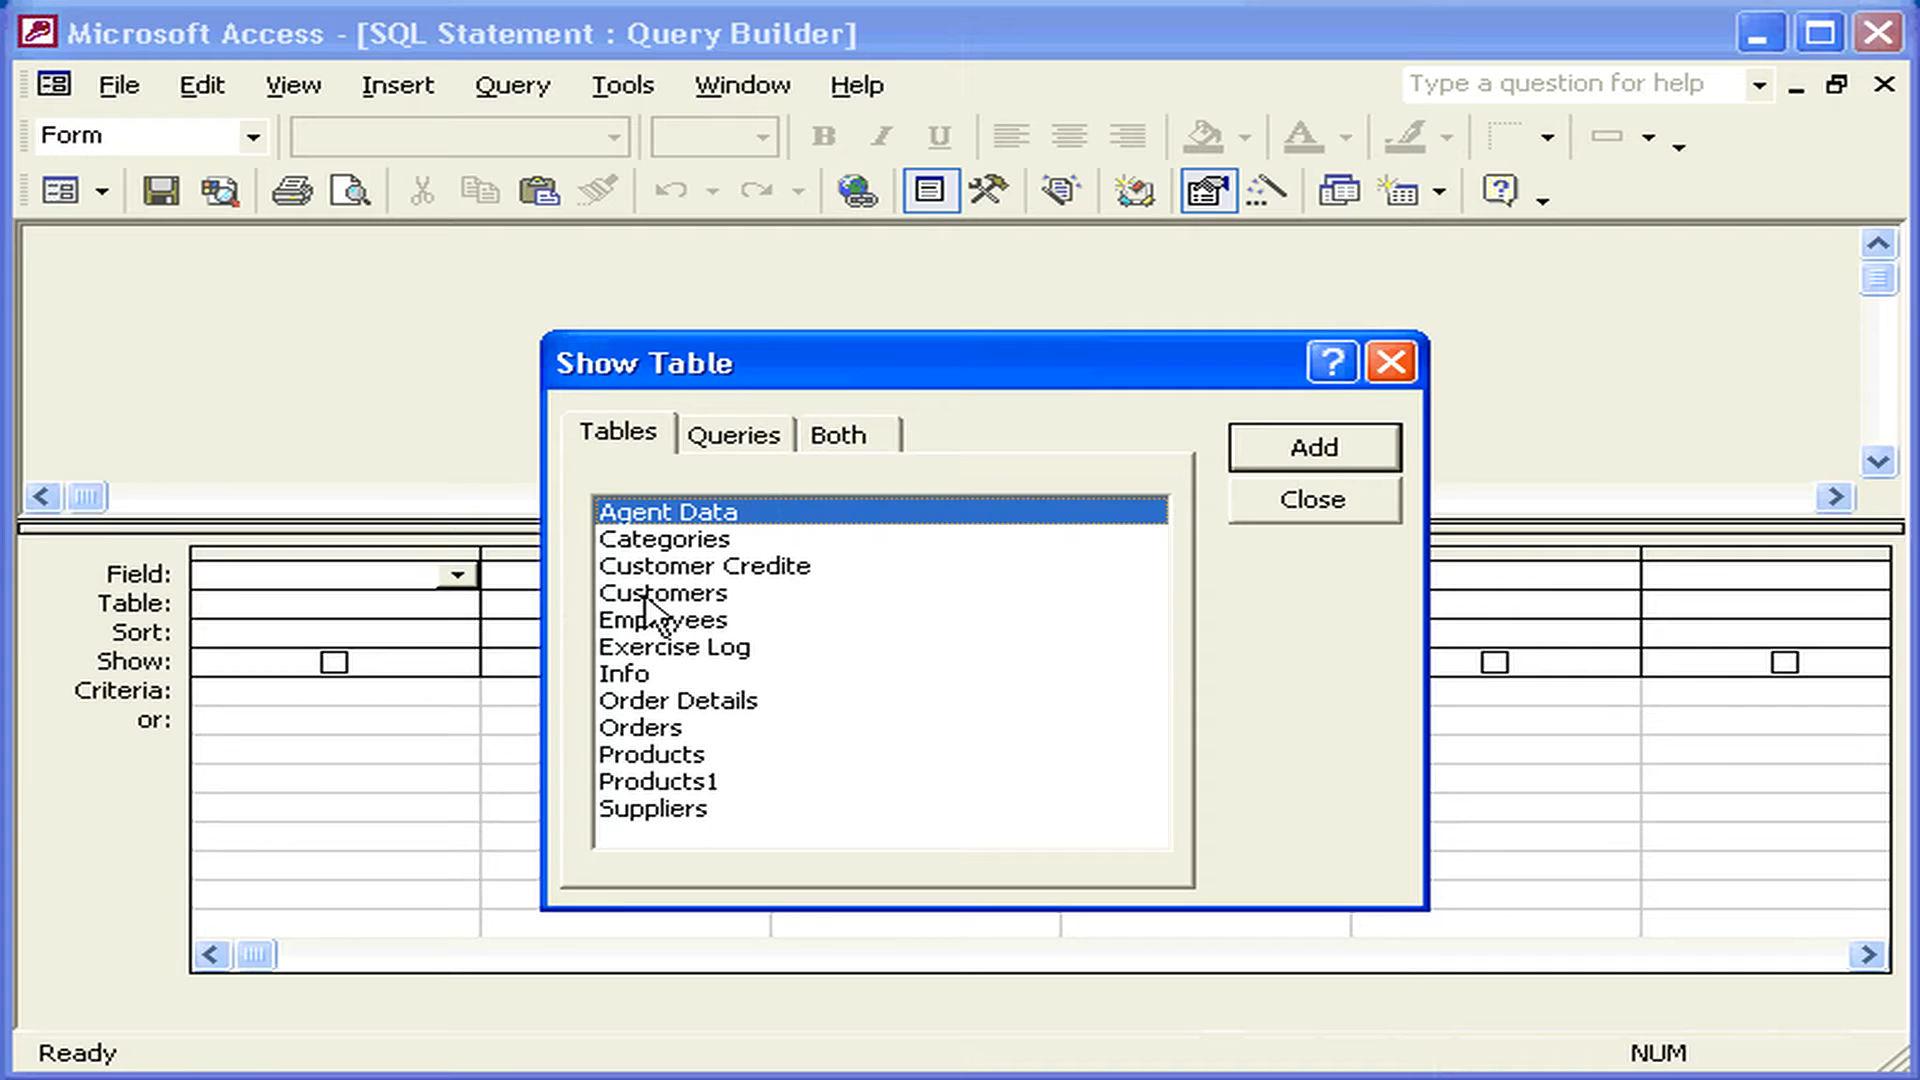 Microsoft Access - [SQL Statement : Query Builder]
File Edit View Insert Query Tools Window Help
Type a question for help
Form
B I U A
Show Table
Tables Queries Both
Add
Close
Agent Data
Categories
Customer Credite
Customers
Employees
Exercise Log
Info
Order Details
Orders
Products
Products1
Suppliers
Field:
Table:
Sort:
Show:
Criteria:
or:
Ready NUM